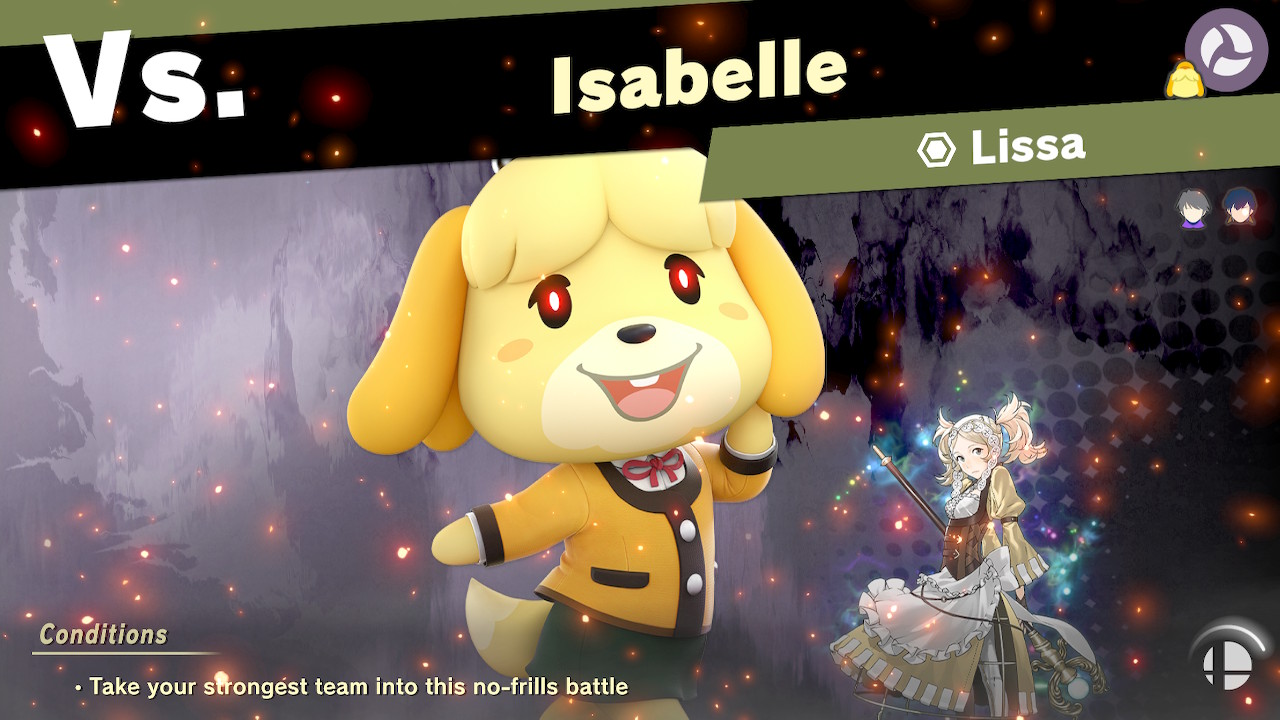 Vs.
Isabelle
Lissa
Conditions
• Take your strongest team into this no-frills battle